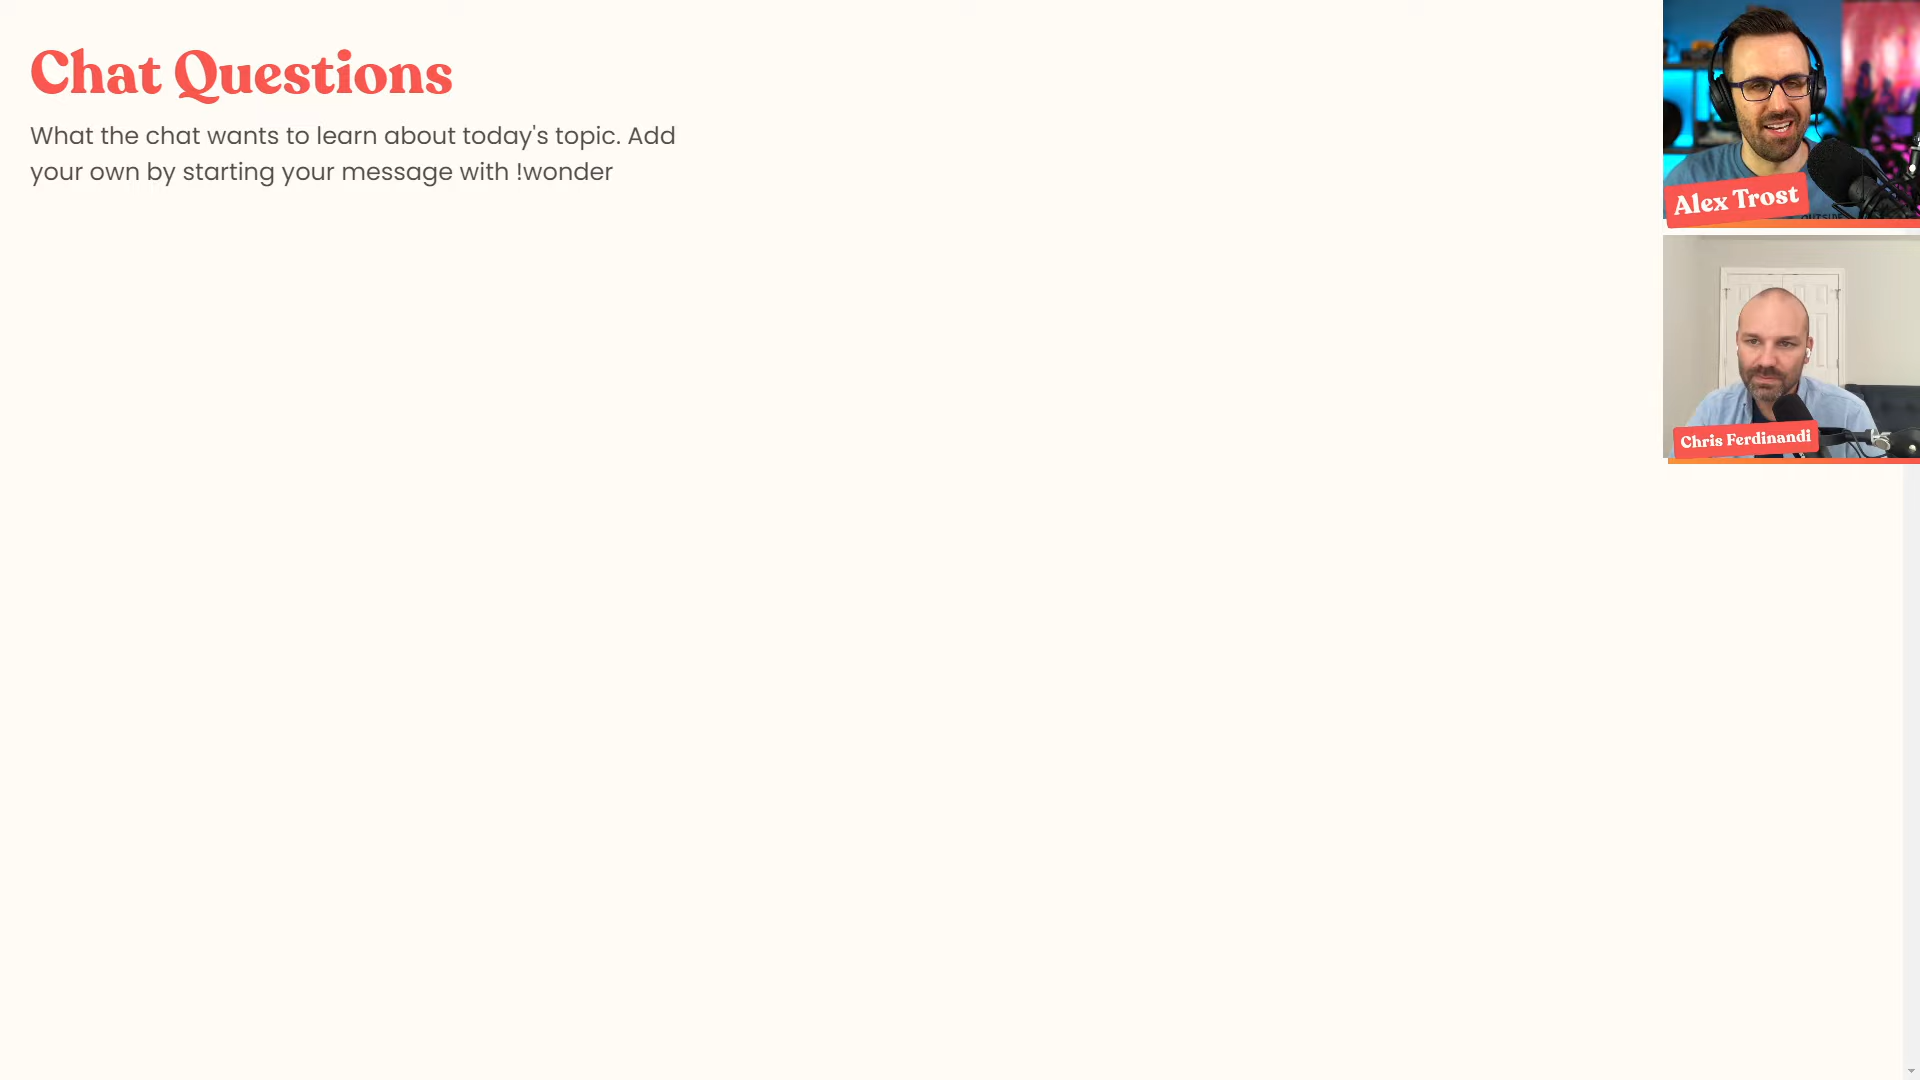 Chat Questions
What the chat wants to learn about today's topic. Add
your own by starting your message with !wonder
Alex Trost
OUTSIDE
Chris Ferdinandi